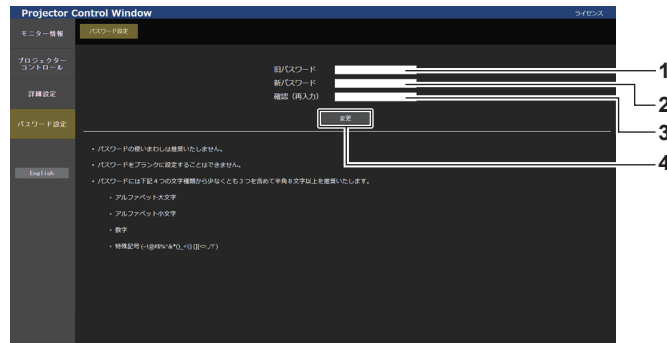 Projector Control Window
ライセンス
モニター情報
パスワード設定
プロジェクター
コントロール
詳細設定
パスワード設定
English
旧パスワード
新パスワード
確認（再入力）
変更
1
2
3
4
・パスワードの使いまわしは推奨いたしません。
・パスワードをブランクに設定することはできません。
・パスワードには下記４つの文字種類から少なくとも３つを含めて半角８文字以上を推奨いたします。
・アルファベット大文字
・アルファベット小文字
・数字
・特殊記号